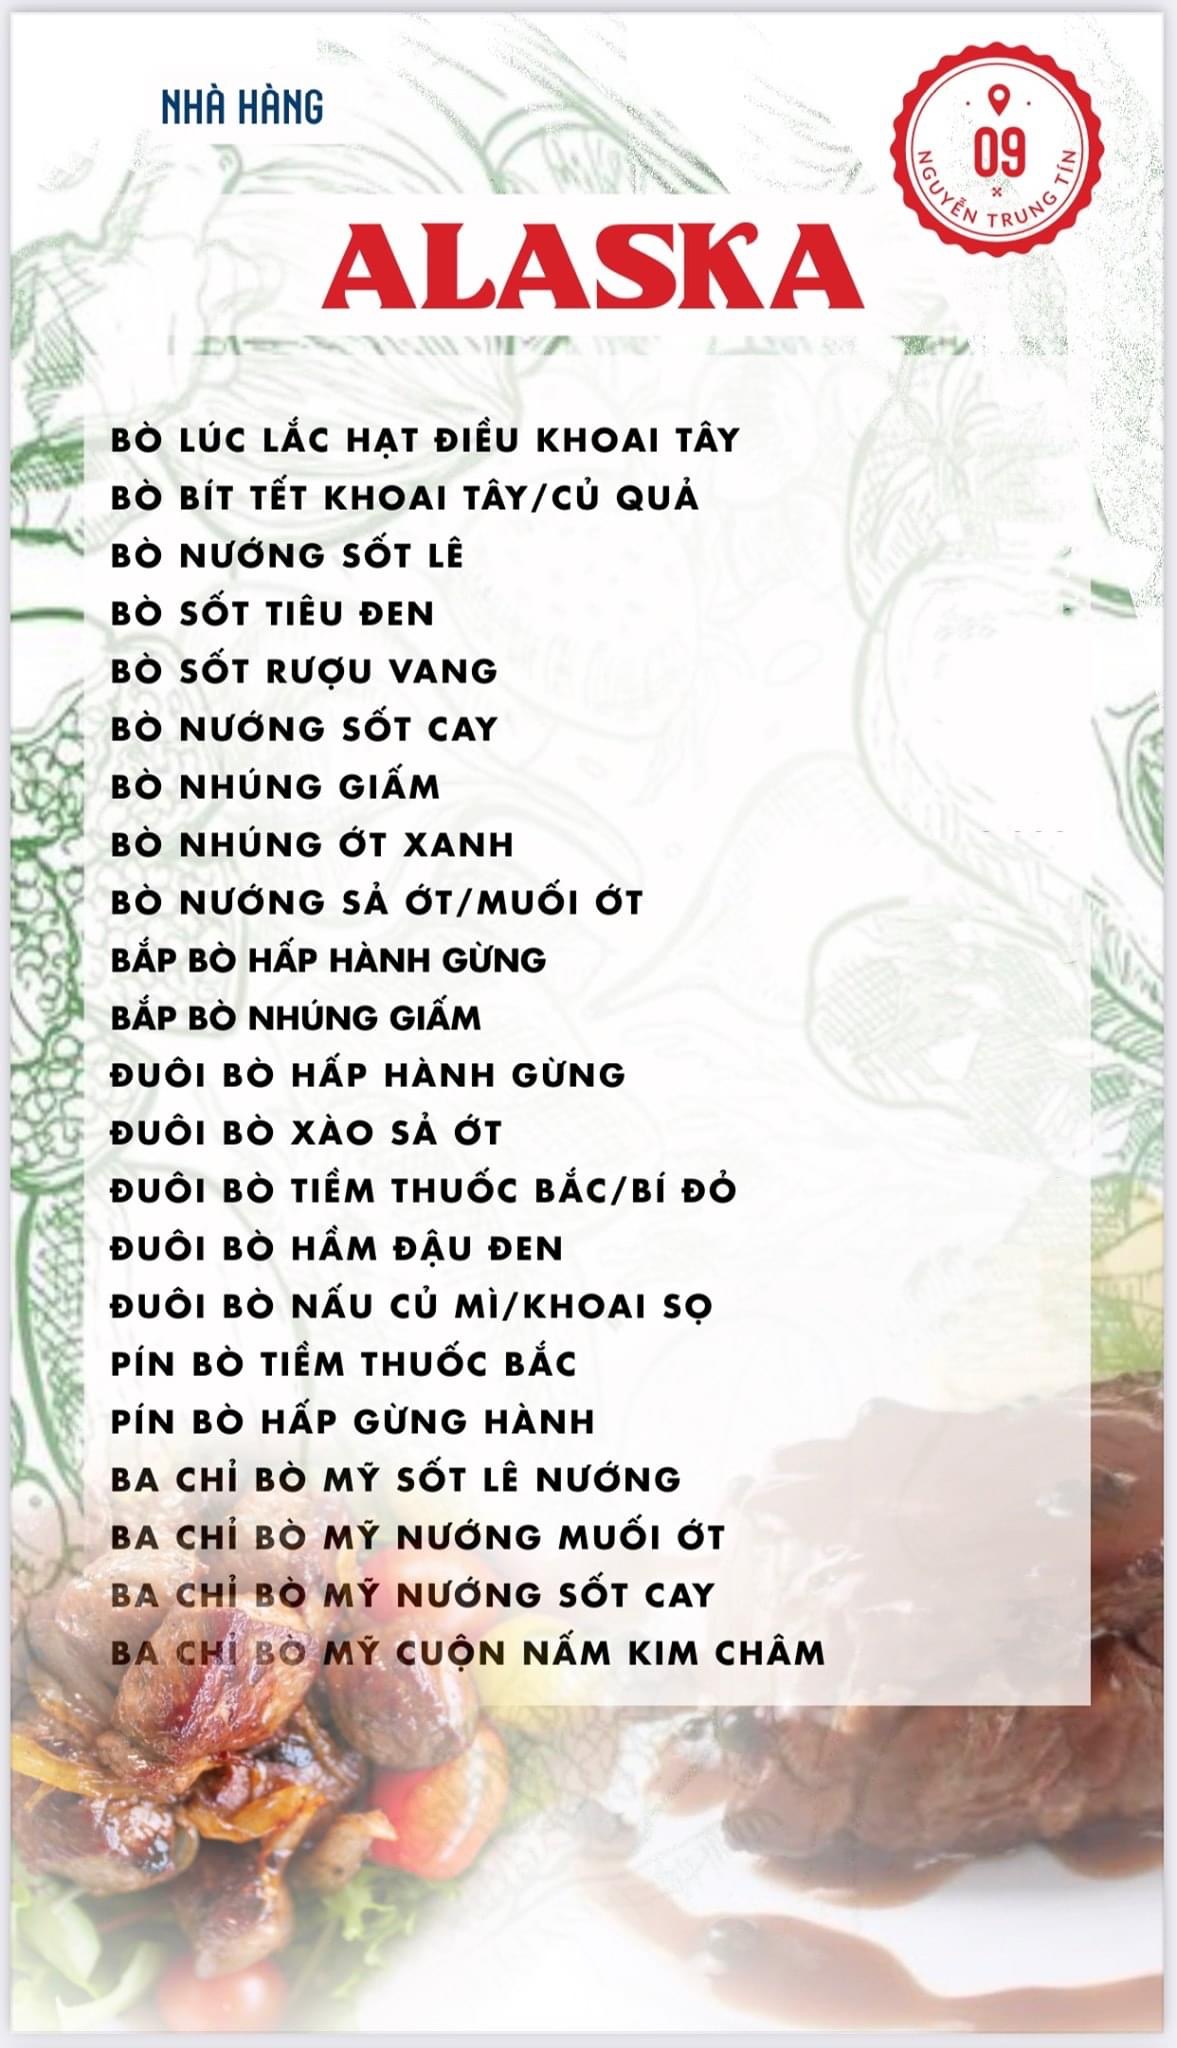 NHÀ HÀNG
09
NGUYỄN TRUNG TÍN
ALASKA
BÒ LÚC LẮC HẠT ĐIỀU KHOAI TÂY
BÒ BÍT TẾT KHOAI TÂY/CỦ QUẢ
BÒ NƯỚNG SỐT LÊ
BÒ SỐT TIÊU ĐEN
BÒ SỐT RƯỢU VANG
BÒ NƯỚNG SỐT CAY
BÒ NHÚNG GIẤM
BÒ NHÚNG ỚT XANH
BÒ NƯỚNG SẢ ỚT/MUỐI ỚT
BẮP BÒ HẤP HÀNH GỪNG
BẮP BÒ NHÚNG GIẤM
ĐUÔI BÒ HẤP HÀNH GỪNG
ĐUÔI BÒ XÀO SẢ ỚT
ĐUÔI BÒ TIỀM THUỐC BẮC/BÍ ĐỎ
ĐUÔI BÒ HẦM ĐẬU ĐEN
ĐUÔI BÒ NẤU CỦ MÌ/KHOAI SỌ
PÍN BÒ TIỀM THUỐC BẮC
PÍN BÒ HẤP GỪNG HÀNH
BA CHỈ BÒ MỸ SỐT LÊ NƯỚNG
BA CHỈ BÒ MỸ NƯỚNG MUỐI ỚT
BA CHỈ BÒ MỸ NƯỚNG SỐT CAY
BA CHỈ BÒ MỸ CUỘN NẤM KIM CHÂM